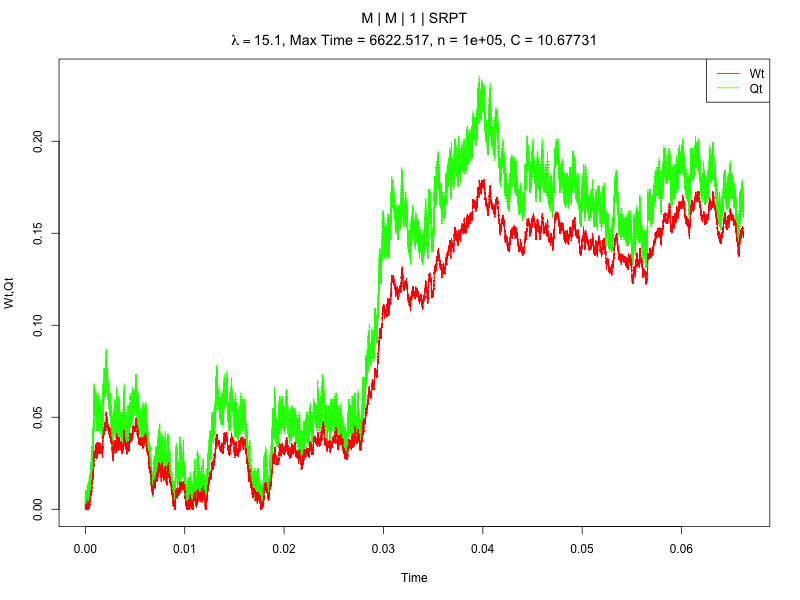 M | M | 1 | SRPT
λ = 15.1, Max Time = 6622.517, n = 1e+05, C = 10.67731
Wt
Qt
Wt,Qt
0.20
0.15
0.10
0.05
0.00
0.00 0.01 0.02 0.03 0.04 0.05 0.06
Time